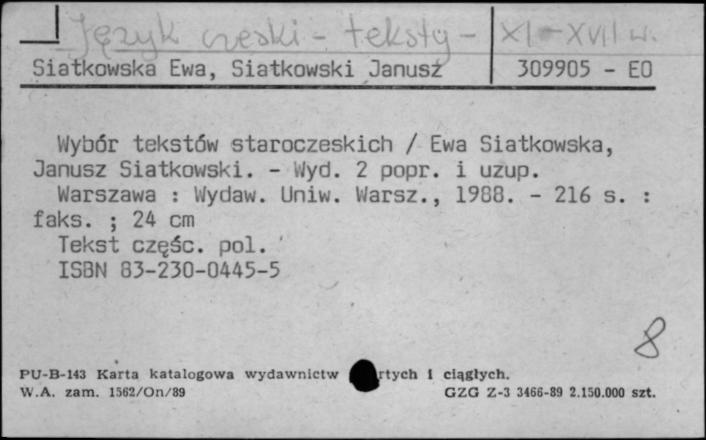 Język czeski - teksty - XI-XVII w.
Siatkowska Ewa, Siatkowski Janusz 309905 - EO
Wybór tekstów staroczeskich / Ewa Siatkowska,
Janusz Siatkowski. - Wyd. 2 popr. i uzup.
Warszawa : Wydaw. Uniw. Warsz., 1988. - 216 s. :
faks. ; 24 cm
Tekst częśc. pol.
ISBN 83-230-0445-5
8
PU-B-143 Karta katalogowa wydawnictw rtych i ciągłych.
W.A. zam. 1562/On/89 GZG Z-3 3466-89 2.150.000 szt.